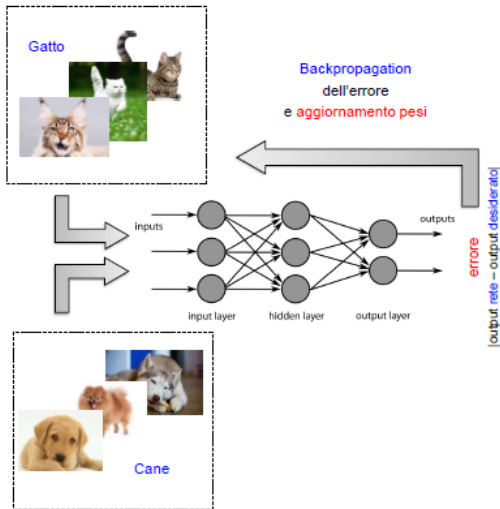 Gatto
Backpropagation
dell'errore
e aggiornamento pesi
inputs
outputs
input layer
hidden layer
output layer
errore
|output rete – output desiderato|
Cane